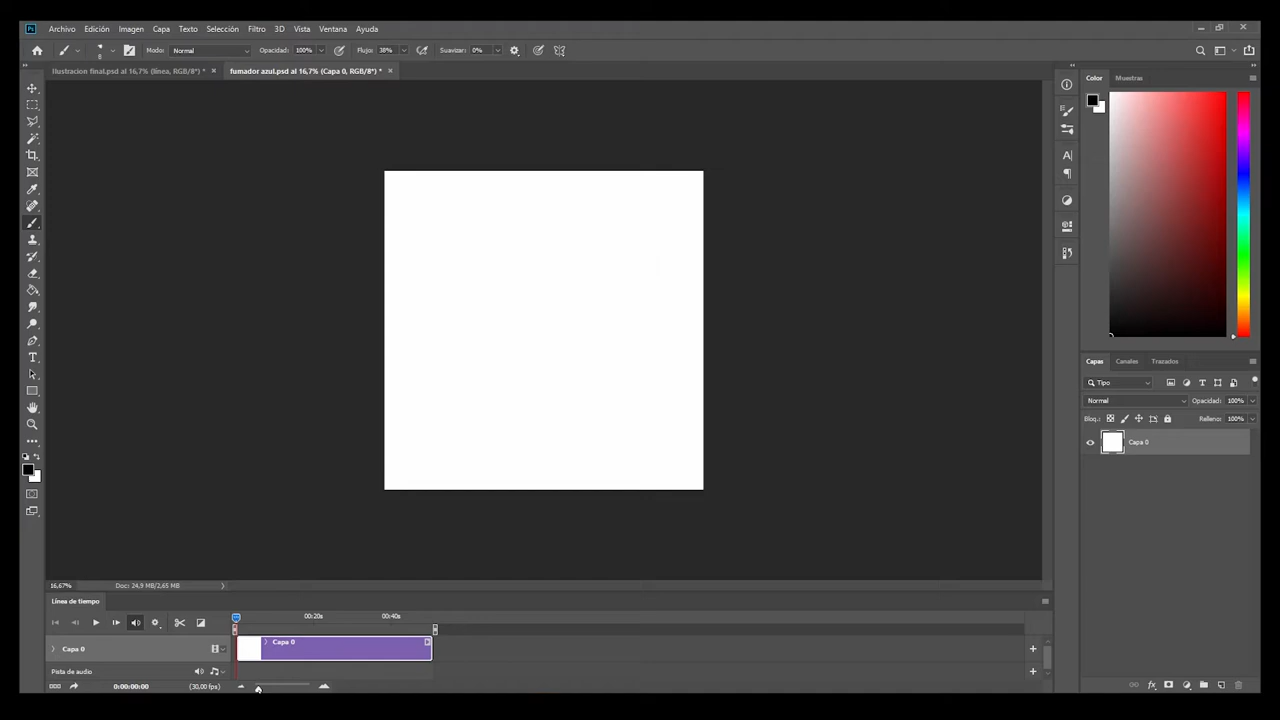 Ps Archivo Edición Imagen Capa Texto Selección Filtro 3D Vista Ventana Ayuda
6 Modo: Normal Opacidad: 100% Flujo: 38% Suavizar: 0%
Ilustracion final.psd al 16,7% (línea, RGB/8*) * × fumador azul.psd al 16,7% (Capa 0, RGB/8*) * ×
Color Muestras
Capas Canales Trazados
Tipo
Normal Opacidad: 100%
Bloq.: Relleno: 100%
Capa 0
16,67% Doc: 24,9 MB/2,65 MB
Línea de tiempo
00:20s 00:40s
Capa 0 Capa 0
Pista de audio
0:00:00:00 (30,00 fps)